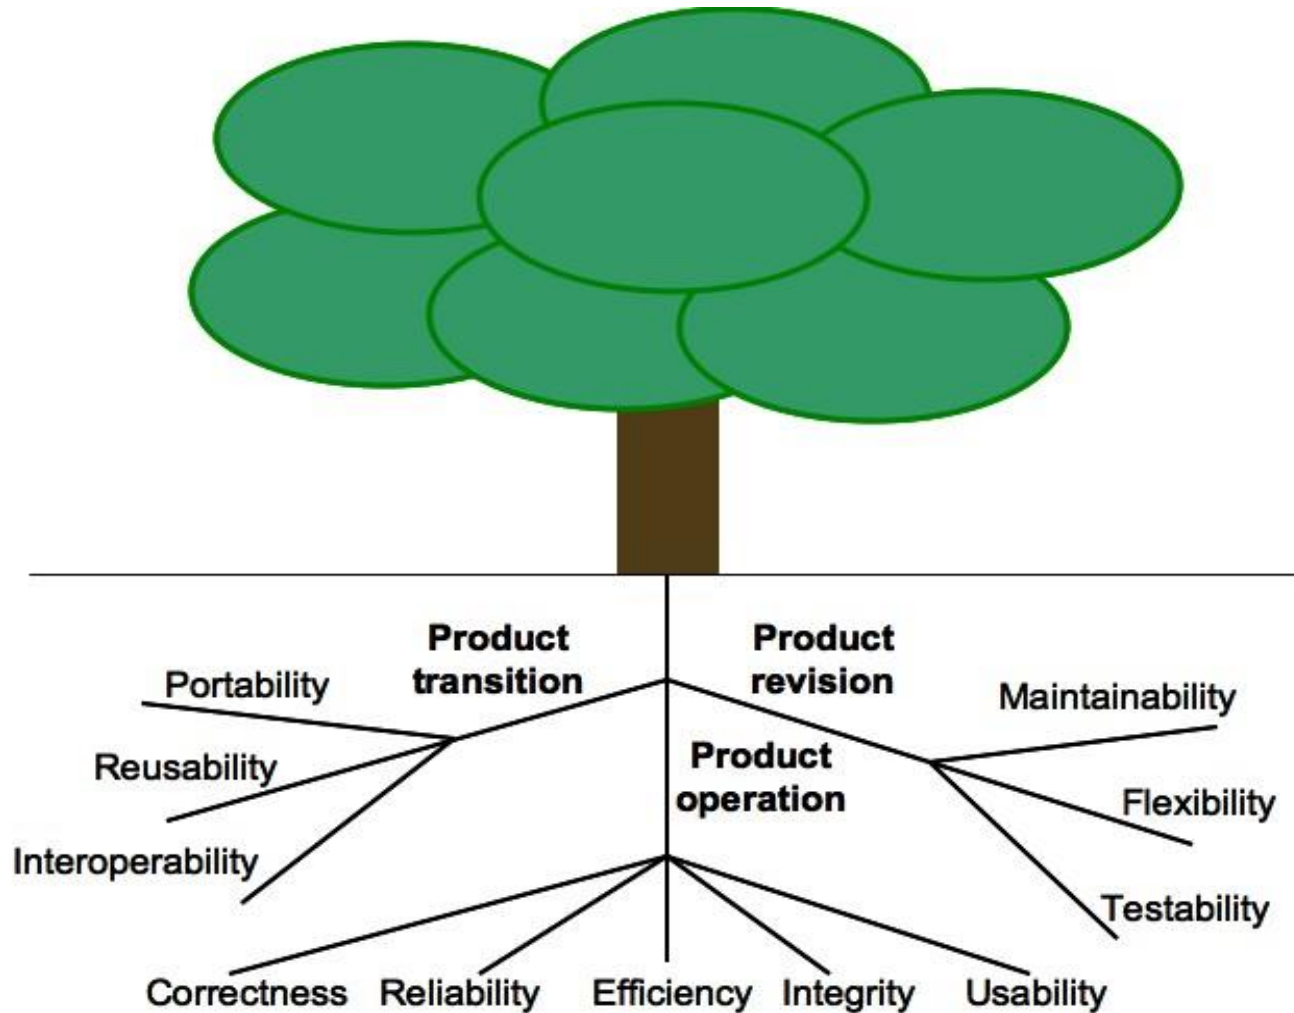 Product
transition
Product
revision
Portability
Maintainability
Product
operation
Reusability
Flexibility
Interoperability
Testability
Correctness Reliability Efficiency Integrity Usability